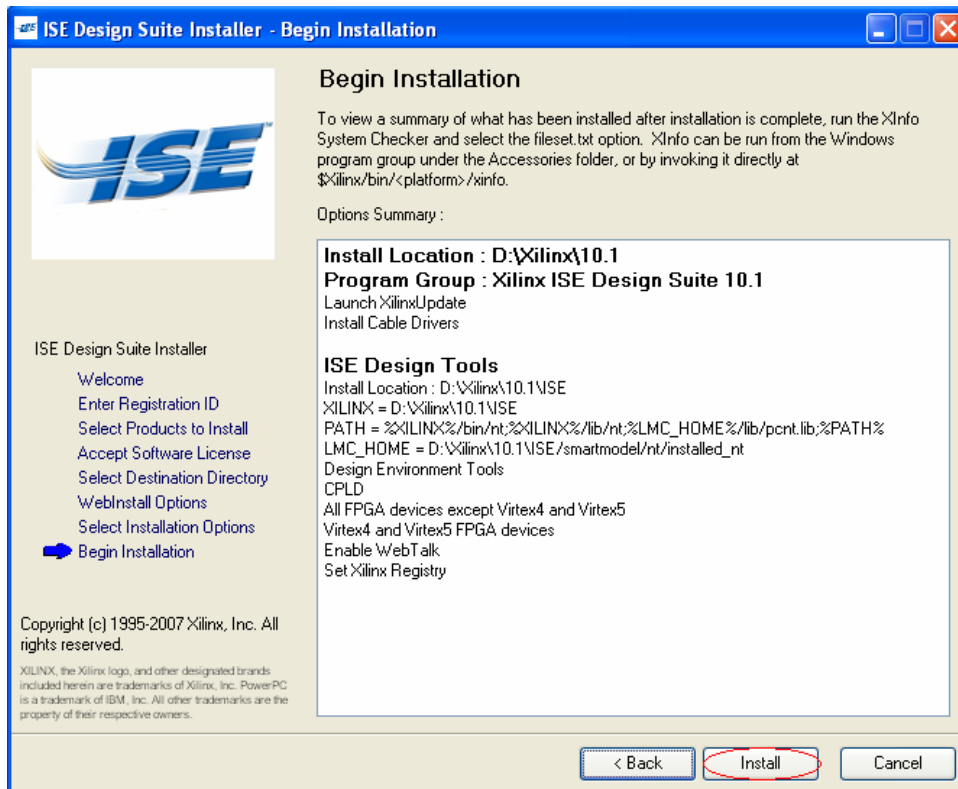 ISE Design Suite Installer - Begin Installation
ISE
Begin Installation
To view a summary of what has been installed after installation is complete, run the XInfo
System Checker and select the fileset.txt option. XInfo can be run from the Windows
program group under the Accessories folder, or by invoking it directly at
$Xilinx/bin/<platform>/xinfo.
Options Summary :
Install Location : D:\Xilinx\10.1
Program Group : Xilinx ISE Design Suite 10.1
Launch XilinxUpdate
Install Cable Drivers
ISE Design Tools
Install Location : D:\Xilinx\10.1\ISE
XILINX = D:\Xilinx\10.1\ISE
PATH = %XILINX%/bin/nt;%XILINX%/lib/nt;%LMC_HOME%/lib/pcnt.lib;%PATH%
LMC_HOME = D:\Xilinx\10.1\ISE/smartmodel/nt/installed_nt
Design Environment Tools
CPLD
All FPGA devices except Virtex4 and Virtex5
Virtex4 and Virtex5 FPGA devices
Enable WebTalk
Set Xilinx Registry
ISE Design Suite Installer
Welcome
Enter Registration ID
Select Products to Install
Accept Software License
Select Destination Directory
WebInstall Options
Select Installation Options
Begin Installation
Copyright (c) 1995-2007 Xilinx, Inc. All
rights reserved.
XILINX, the Xilinx logo, and other designated brands
included herein are trademarks of Xilinx, Inc. PowerPC
is a trademark of IBM, Inc. All other trademarks are the
property of their respective owners.
< Back
Install
Cancel